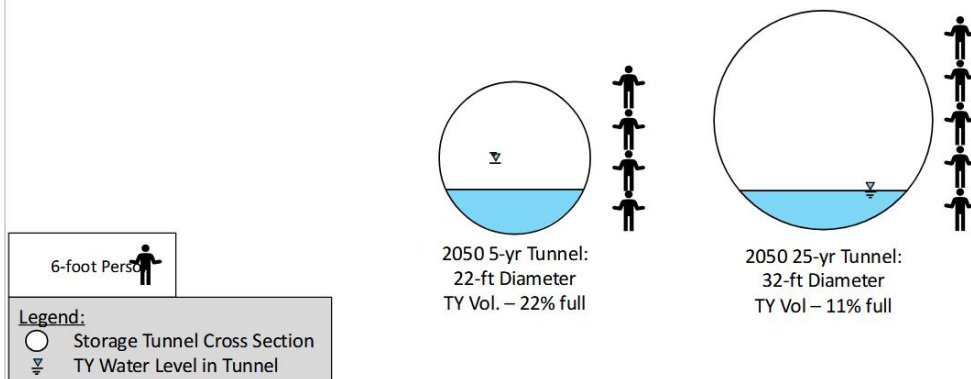 2050 5-yr Tunnel:
22-ft Diameter
TY Vol. – 22% full
2050 25-yr Tunnel:
32-ft Diameter
TY Vol – 11% full
6-foot Perso
Legend:
Storage Tunnel Cross Section
TY Water Level in Tunnel